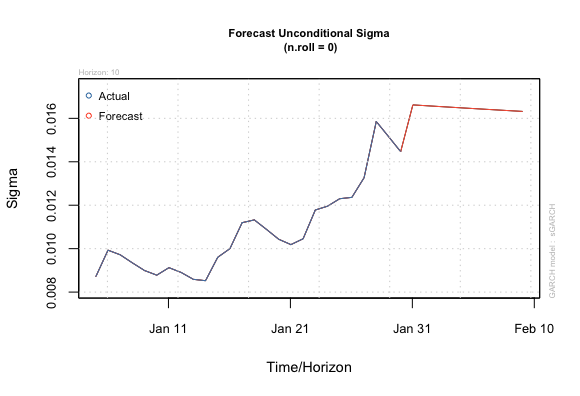 Forecast Unconditional Sigma
(n.roll = 0)
Horizon: 10
Actual
Forecast
0.016
0.014
0.012
0.010
0.008
Sigma
GARCH model : sGARCH
Jan 11 Jan 21 Jan 31 Feb 10
Time/Horizon